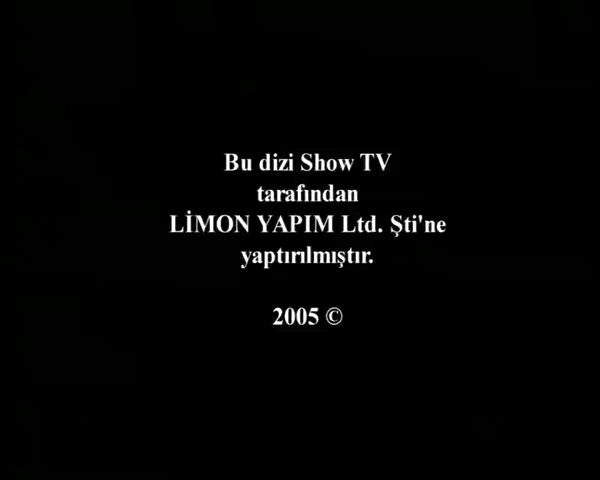 Bu dizi Show TV
tarafından
LİMON YAPIM Ltd. Şti'ne
yaptırılmıştır.
2005 ©